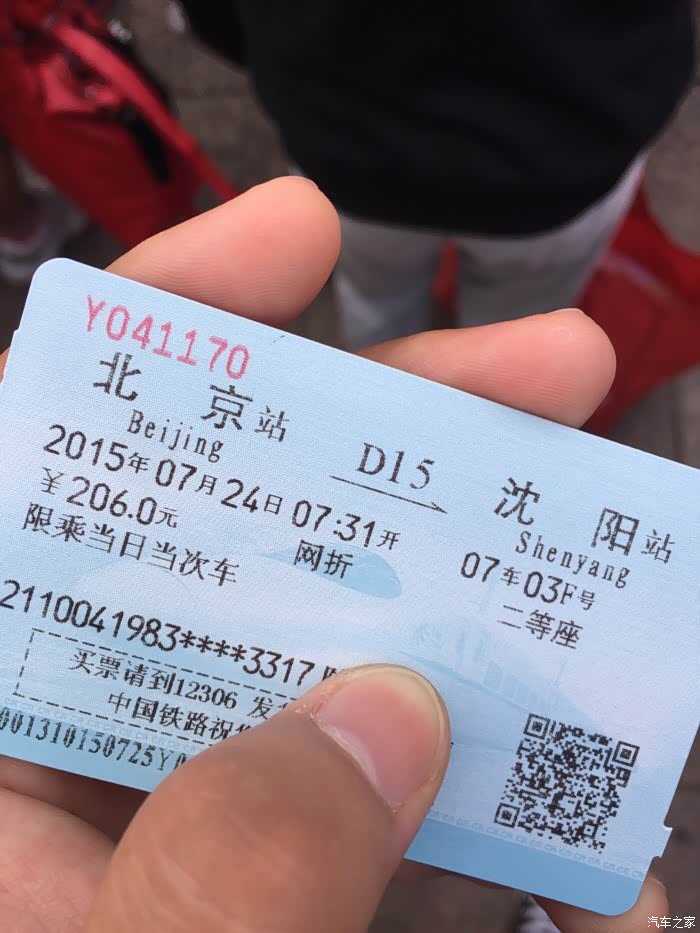 Y041170
北京站 D15 沈阳站
Beijing Shenyang
2015年07月24日 07:31开 07车03F号
￥206.0元 网折 二等座
限乘当日当次车
2110041983****3317
买票请到12306 发
中国铁路祝
001310150725Y
汽车之家